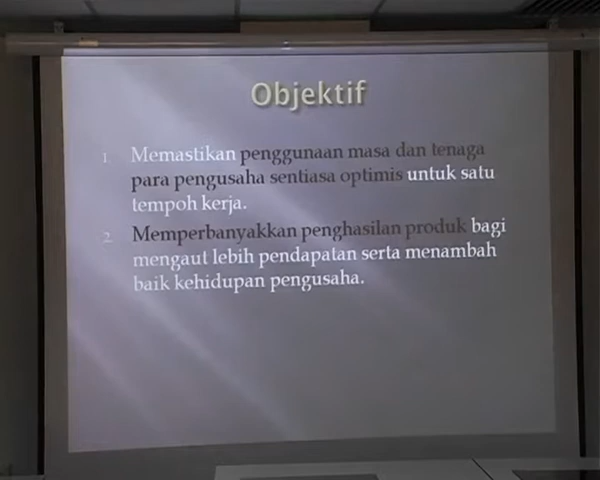 Objektif
1. Memastikan penggunaan masa dan tenaga
para pengusaha sentiasa optimis untuk satu
tempoh kerja.
2. Memperbanyakkan penghasilan produk bagi
mengaut lebih pendapatan serta menambah
baik kehidupan pengusaha.